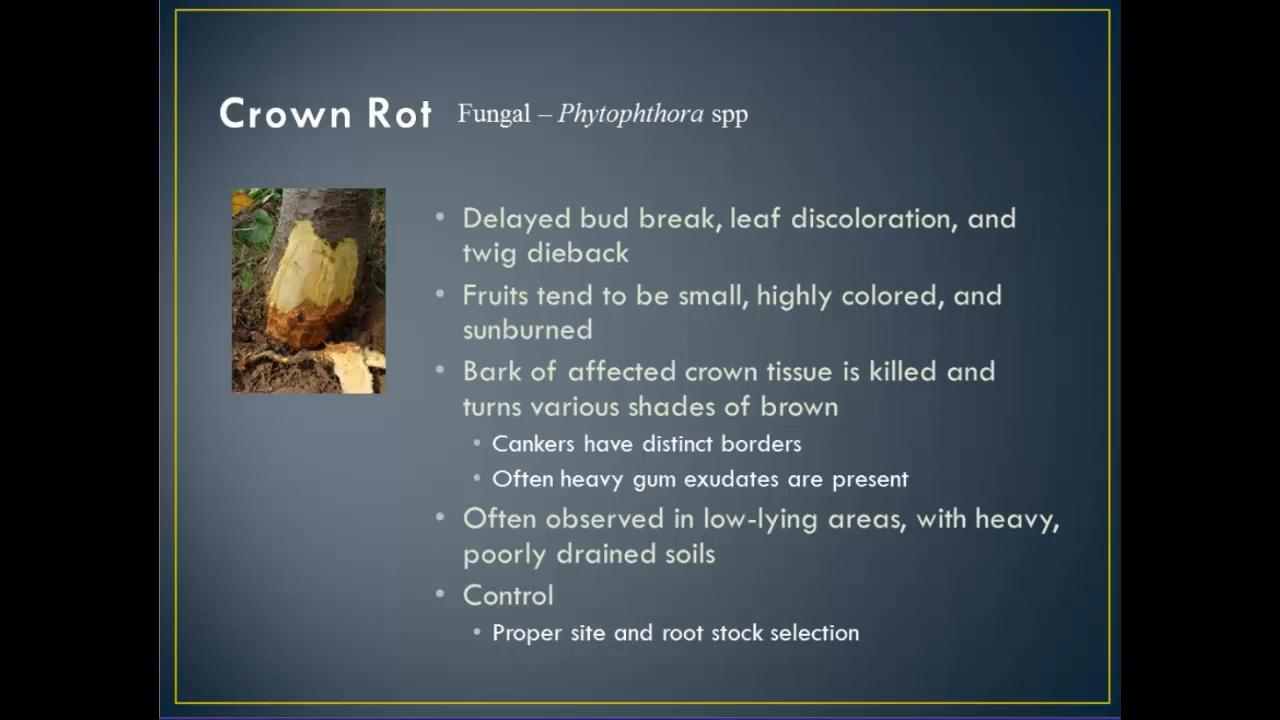 Crown Rot Fungal – Phytophthora spp
• Delayed bud break, leaf discoloration, and
twig dieback
• Fruits tend to be small, highly colored, and
sunburned
• Bark of affected crown tissue is killed and
turns various shades of brown
• Cankers have distinct borders
• Often heavy gum exudates are present
• Often observed in low-lying areas, with heavy,
poorly drained soils
• Control
• Proper site and root stock selection